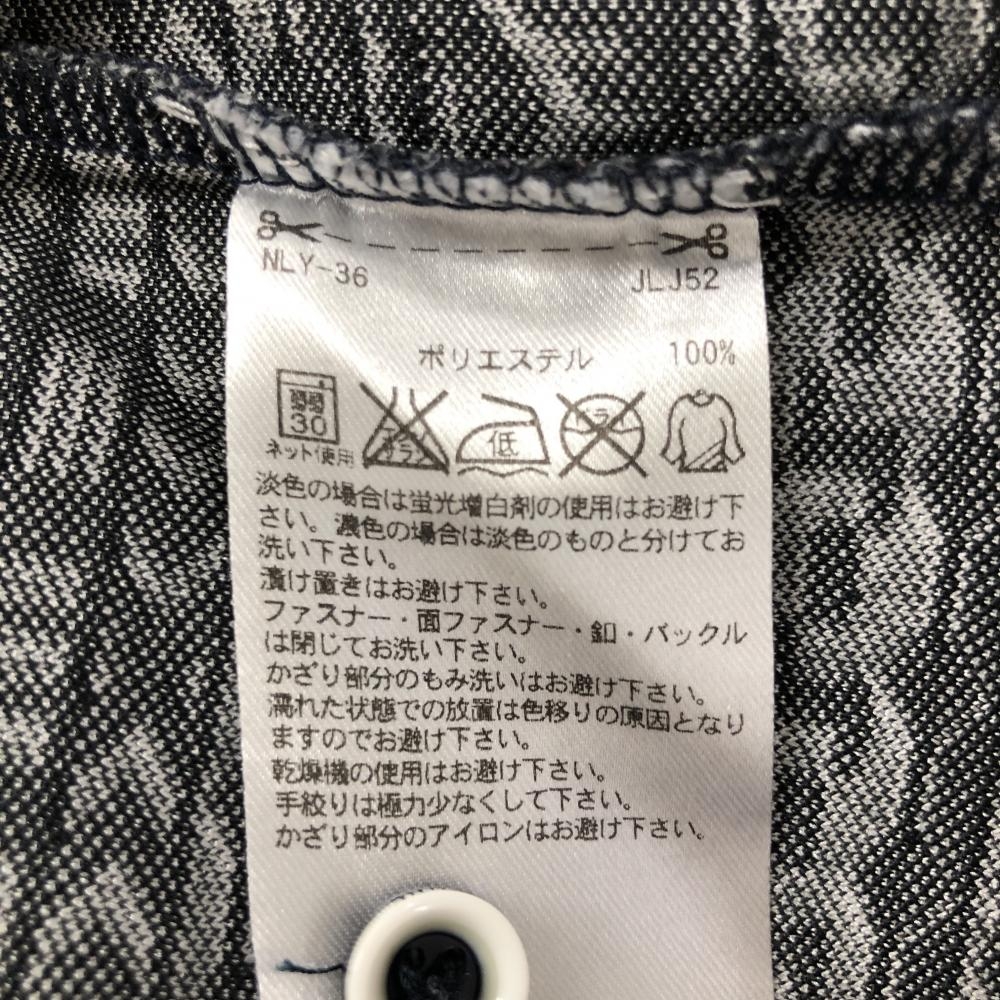 NLY-36 JLJ52
ポリエステル 100%
弱 30 エンソ サラシ 低 ドライ
ネット使用
淡色の場合は蛍光増白剤の使用はお避け下
さい。濃色の場合は淡色のものと分けてお
洗い下さい。
漬け置きはお避け下さい。
ファスナー・面ファスナー・釦・バックル
は閉じてお洗い下さい。
かざり部分のもみ洗いはお避け下さい。
濡れた状態での放置は色移りの原因となり
ますのでお避け下さい。
乾燥機の使用はお避け下さい。
手絞りは極力少なくして下さい。
かざり部分のアイロンはお避け下さい。